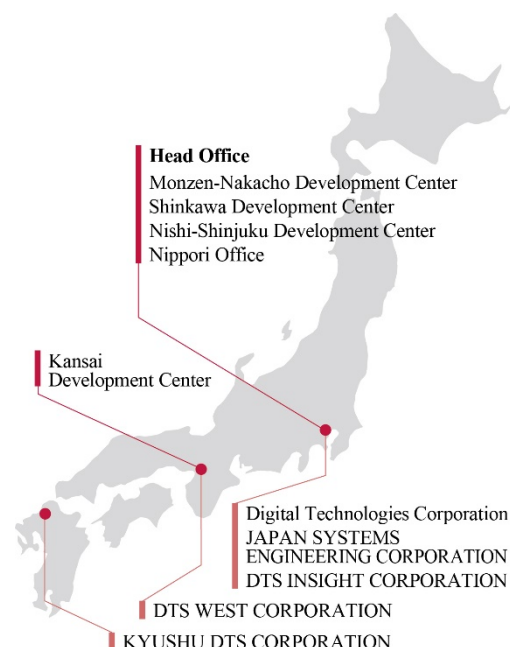 Head Office
Monzen-Nakacho Development Center
Shinkawa Development Center
Nishi-Shinjuku Development Center
Nippori Office
Kansai
Development Center
Digital Technologies Corporation
JAPAN SYSTEMS
ENGINEERING CORPORATION
DTS INSIGHT CORPORATION
DTS WEST CORPORATION
KYUSHU DTS CORPORATION